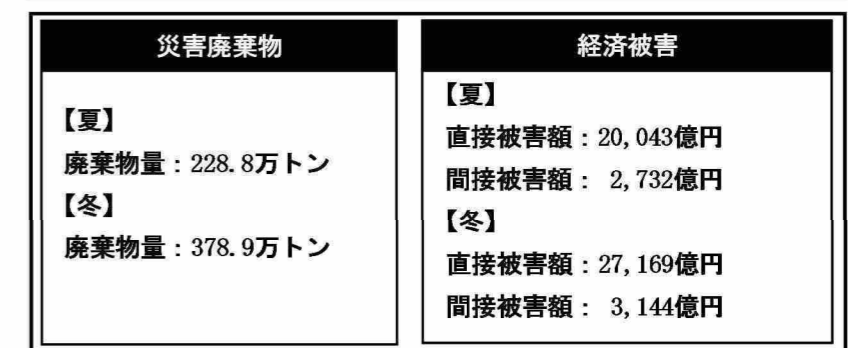 災害廃棄物
【夏】
廃棄物量：228.8万トン
【冬】
廃棄物量：378.9万トン
経済被害
【夏】
直接被害額：20,043億円
間接被害額： 2,732億円
【冬】
直接被害額：27,169億円
間接被害額： 3,144億円